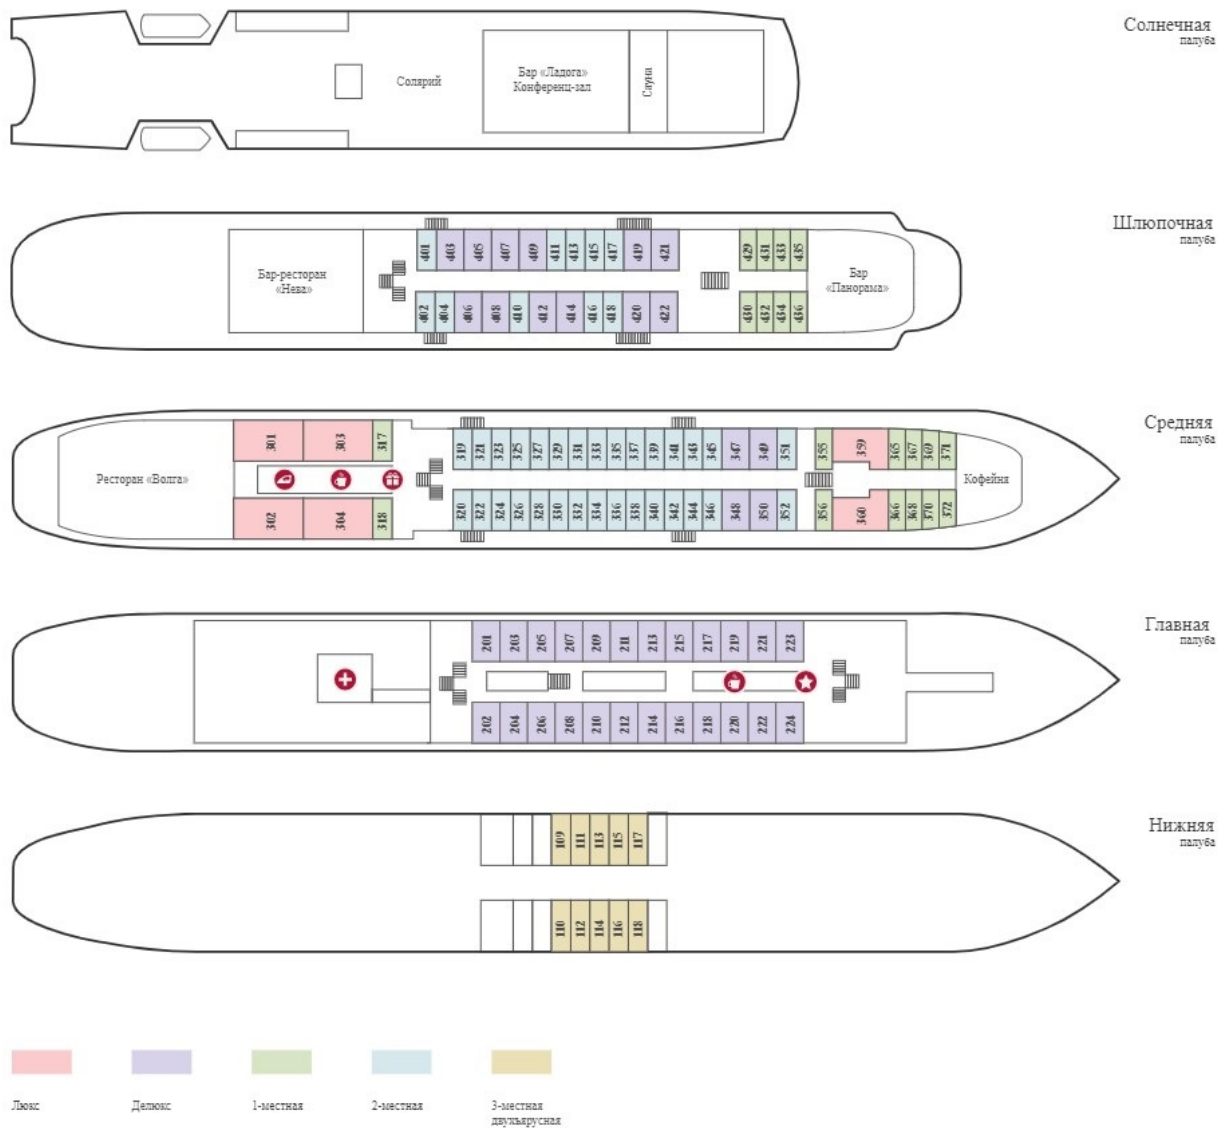 Солнечная
палуба
Солярий
Бар «Ладога»
Конференц-зал
Сауна
Шлюпочная
палуба
401 403 405 407 409 411 413 415 417 419 421 429 431 433 435
Бар-ресторан
«Нева»
Бар
«Панорама»
402 404 406 408 410 412 414 416 418 420 422 430 432 434 436
Средняя
палуба
301 303 317 319 321 323 325 327 329 331 333 335 337 339 341 343 345 347 349 351 355 359 365 367 369 371
Ресторан «Волга»
Кофейня
302 304 318 320 322 324 326 328 330 332 334 336 338 340 342 344 346 348 350 352 356 360 366 368 370 372
Главная
палуба
201 203 205 207 209 211 213 215 217 219 221 223
202 204 206 208 210 212 214 216 218 220 222 224
Нижняя
палуба
109 111 113 115 117
110 112 114 116 118
Люкс
Делюкс
1-местная
2-местная
3-местная
двухъярусная